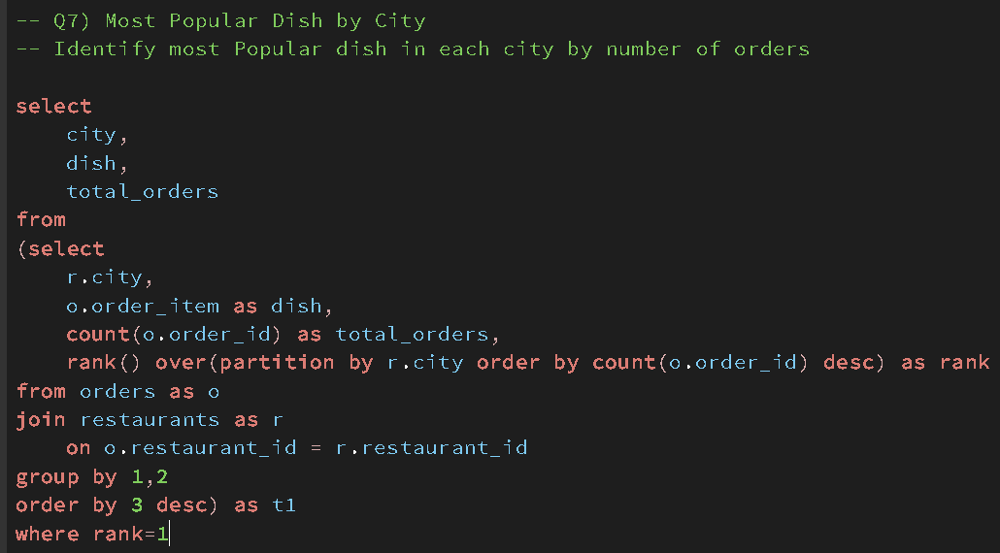 -- Q7) Most Popular Dish by City
-- Identify most Popular dish in each city by number of orders
select
city,
dish,
total_orders
from
(select
r.city,
o.order_item as dish,
count(o.order_id) as total_orders,
rank() over(partition by r.city order by count(o.order_id) desc) as rank
from orders as o
join restaurants as r
on o.restaurant_id = r.restaurant_id
group by 1,2
order by 3 desc) as t1
where rank=1